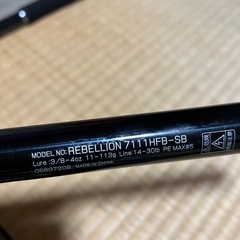 MODEL NO: REBELLION 7111HFB-SB
Lure: 3/8-4oz 11-113g Line: 14-30lb PE MAX#5
MADE IN CHINA